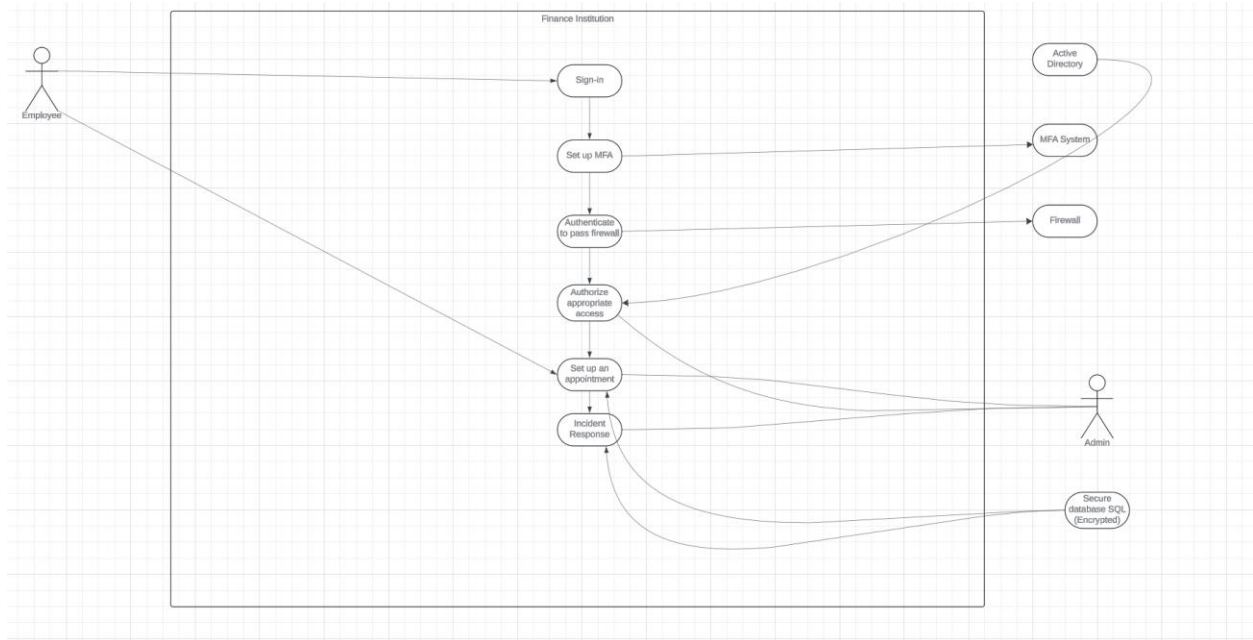 Finance Institution
Employee
Sign-in
Set up MFA
Authenticate
to pass firewall
Authorize
appropriate
access
Set up an
appointment
Incident
Response
Active
Directory
MFA System
Firewall
Admin
Secure
database SQL
(Encrypted)